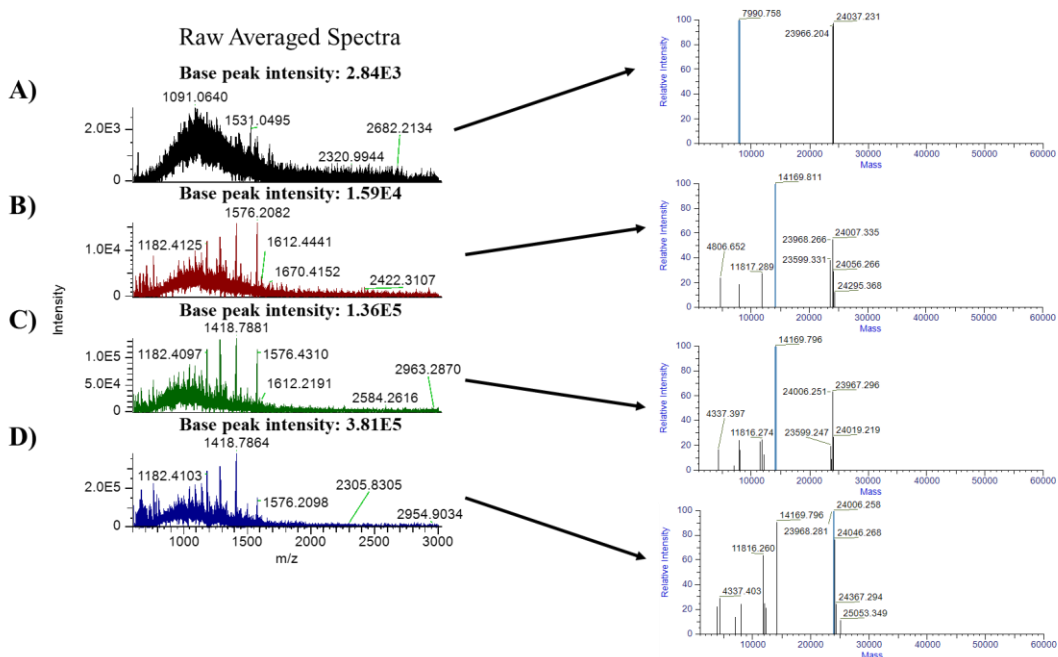 Raw Averaged Spectra
A)
Base peak intensity: 2.84E3
1091.0640
1531.0495
2682.2134
2320.9944
2.0E3
0
B)
Base peak intensity: 1.59E4
1576.2082
1182.4125
1612.4441
1670.4152
2422.3107
1.0E4
0
C)
Base peak intensity: 1.36E5
1418.7881
1182.4097
1576.4310
2963.2870
1612.2191
2584.2616
1.0E5
5.0E4
0
D)
Base peak intensity: 3.81E5
1418.7864
1182.4103
2305.8305
1576.2098
2954.9034
2.0E5
0
Intensity
1000 1500 2000 2500 3000
m/z
7990.758
24037.231
23966.204
100
80
60
40
20
0
Relative Intensity
10000 20000 30000 40000 50000 60000
Mass
14169.811
4806.652
11817.289
23968.266
24007.335
23599.331
24056.266
24295.368
100
80
60
40
20
0
Relative Intensity
10000 20000 30000 40000 50000 60000
Mass
14169.796
4337.397
11816.274
24006.251
23967.296
23599.247
24019.219
100
80
60
40
20
0
Relative Intensity
10000 20000 30000 40000 50000 60000
Mass
24006.258
14169.796
23968.281
24046.268
11816.260
4337.403
24367.294
25053.349
100
80
60
40
20
0
Relative Intensity
10000 20000 30000 40000 50000 60000
Mass